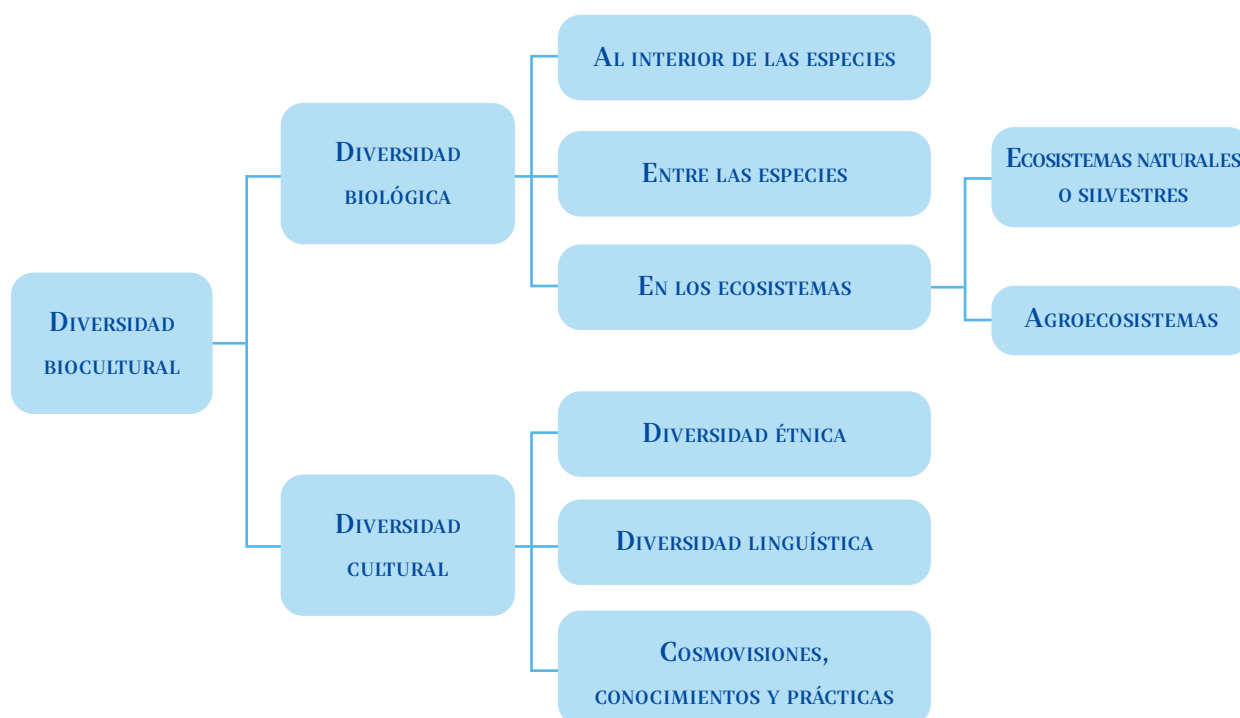 Diversidad
biocultural
Diversidad
biológica
Al interior de las especies
Entre las especies
En los ecosistemas
Ecosistemas naturales
o silvestres
Agroecosistemas
Diversidad
cultural
Diversidad étnica
Diversidad linguística
Cosmovisiones,
conocimientos y prácticas